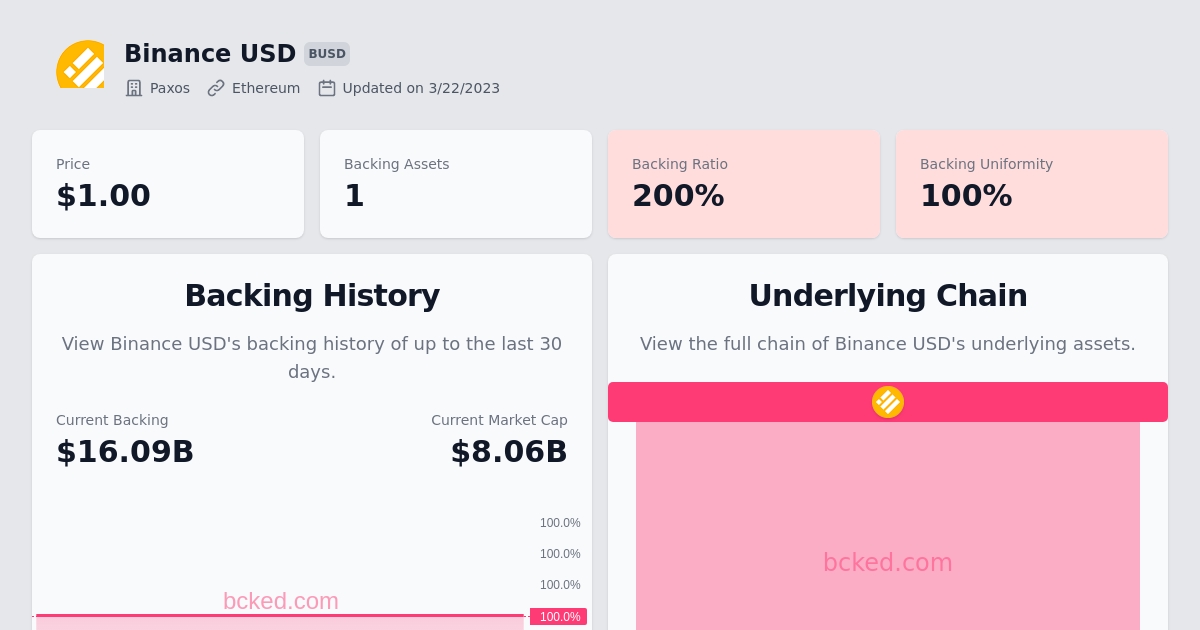 Binance USD BUSD
Paxos Ethereum Updated on 3/22/2023
Price
$1.00
Backing Assets
1
Backing Ratio
200%
Backing Uniformity
100%
Backing History
View Binance USD's backing history of up to the last 30
days.
Current Backing
$16.09B
Current Market Cap
$8.06B
100.0%
100.0%
100.0%
100.0%
bcked.com
Underlying Chain
View the full chain of Binance USD's underlying assets.
bcked.com